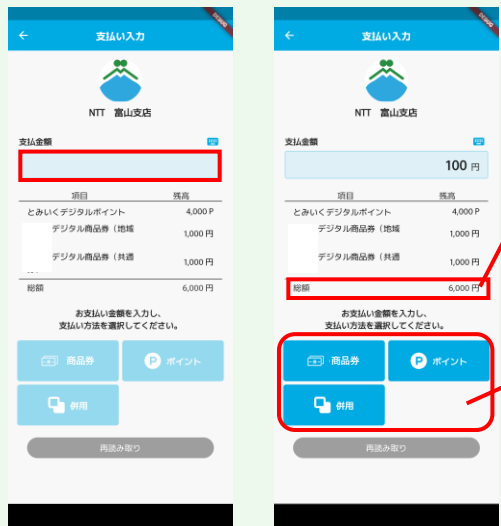 支払い入力
NTT 富山支店
支払金額
項目 残高
とみいくデジタルポイント 4,000 P
デジタル商品券（地域 1,000 円
デジタル商品券（共通 1,000 円
総額 6,000 円
お支払い金額を入力し、
支払い方法を選択してください。
商品券 ポイント
併用
再読み取り
支払い入力
NTT 富山支店
支払金額
100 円
項目 残高
とみいくデジタルポイント 4,000 P
デジタル商品券（地域 1,000 円
デジタル商品券（共通 1,000 円
総額 6,000 円
お支払い金額を入力し、
支払い方法を選択してください。
商品券 ポイント
併用
再読み取り